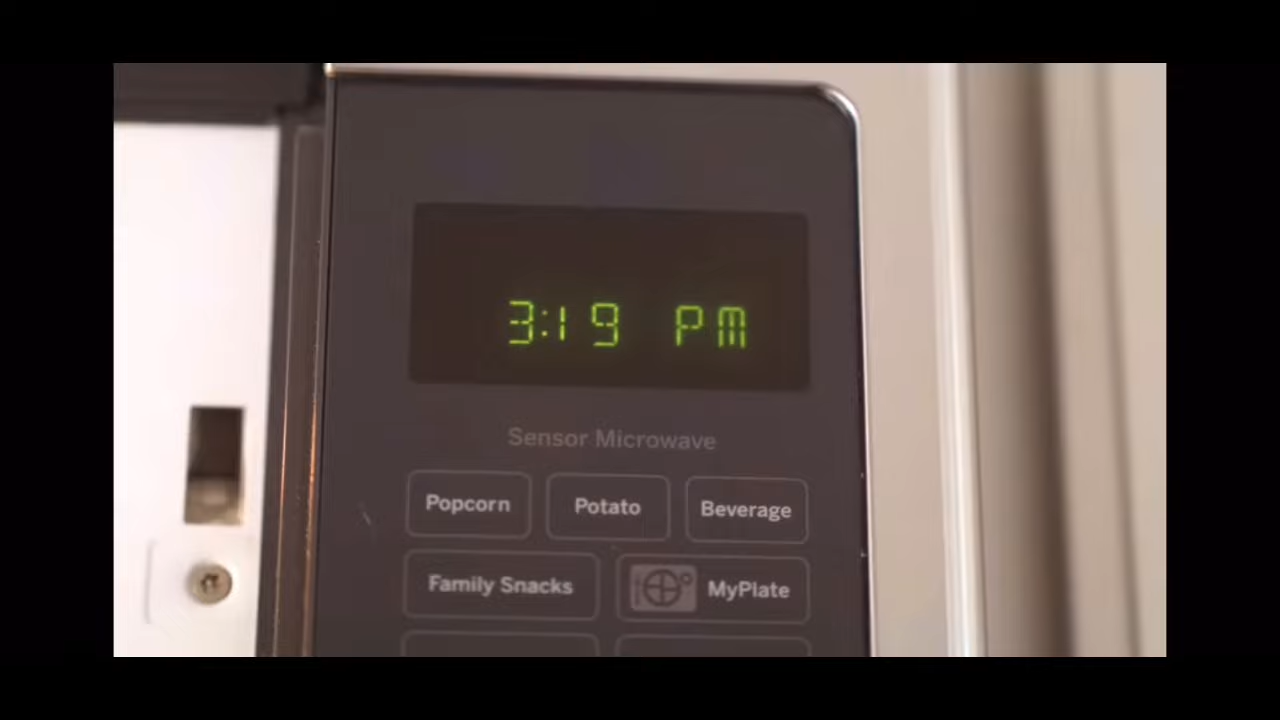 3:19 PM
Sensor Microwave
Popcorn Potato Beverage
Family Snacks MyPlate